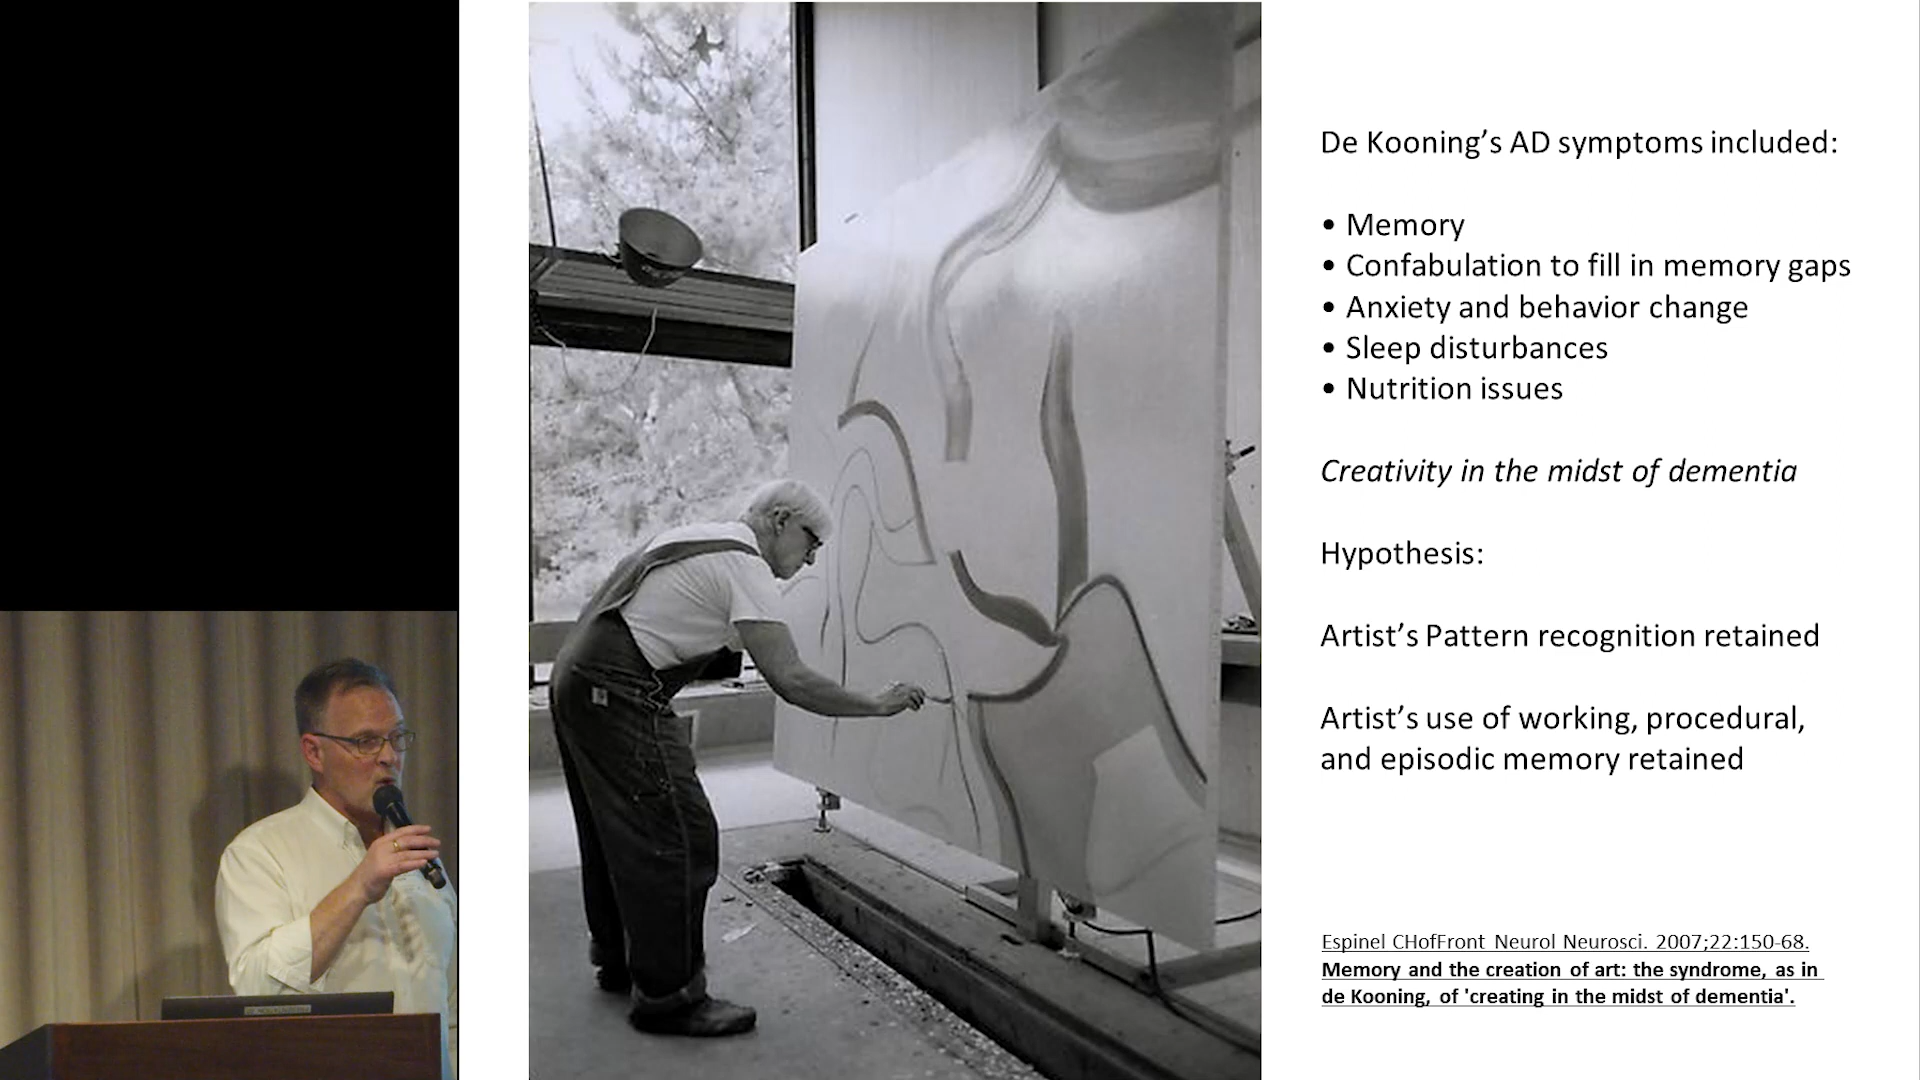 De Kooning’s AD symptoms included:
• Memory
• Confabulation to fill in memory gaps
• Anxiety and behavior change
• Sleep disturbances
• Nutrition issues
Creativity in the midst of dementia
Hypothesis:
Artist’s Pattern recognition retained
Artist’s use of working, procedural,
and episodic memory retained
Espinel CHofFront Neurol Neurosci. 2007;22:150-68.
Memory and the creation of art: the syndrome, as in
de Kooning, of 'creating in the midst of dementia'.